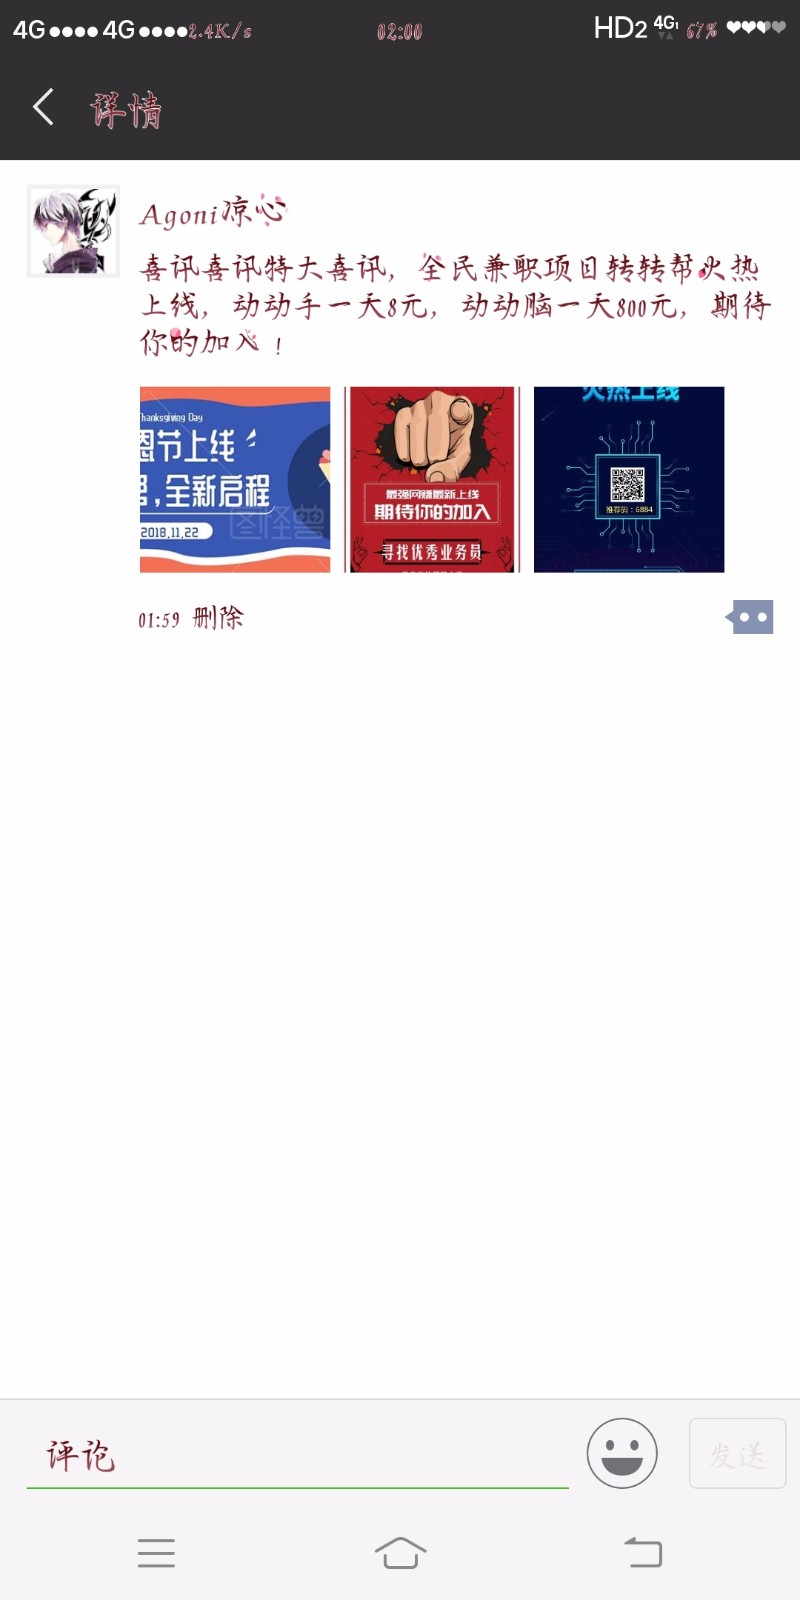 4G 4G 2.4K/s 02:00 HD2 4G 67%
详情
Agoni凉心
喜讯喜讯特大喜讯，全民兼职项目转转帮火热
上线，动动手一天8元，动动脑一天800元，期待
你的加入！
Thanksgiving Day
恩节上线
启,全新启程
2018.11.22
图怪兽
最强网赚最新上线
期待你的加入
寻找优秀业务员
火热上线
推荐码：6884
01:59 删除
评论
发送